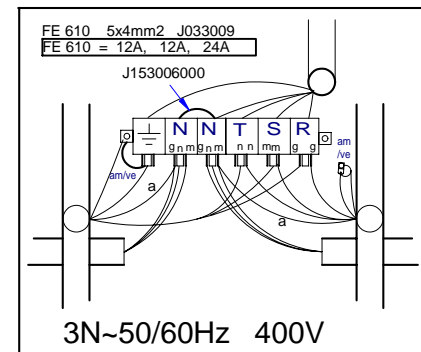 FE 610 5x4mm2 J033009
FE 610 = 12A, 12A, 24A
J153006000
N N T S R
g n m g n m n n m m g g
am/ve
am
/ve
a
a
3N~50/60Hz 400V